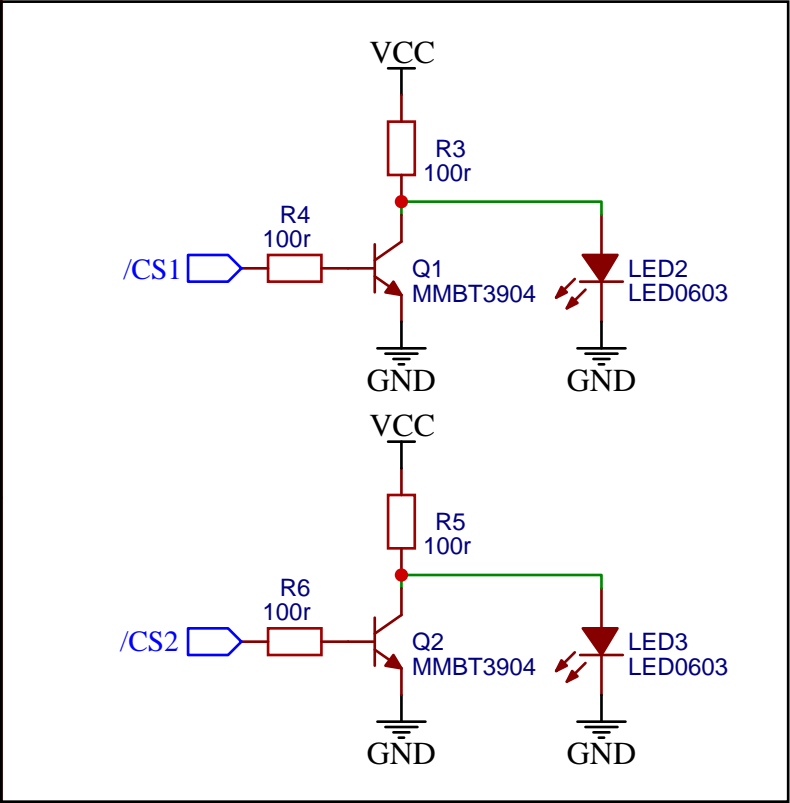 VCC
R3
100r
R4
100r
/CS1
Q1
MMBT3904
LED2
LED0603
GND
GND
VCC
R5
100r
R6
100r
/CS2
Q2
MMBT3904
LED3
LED0603
GND
GND